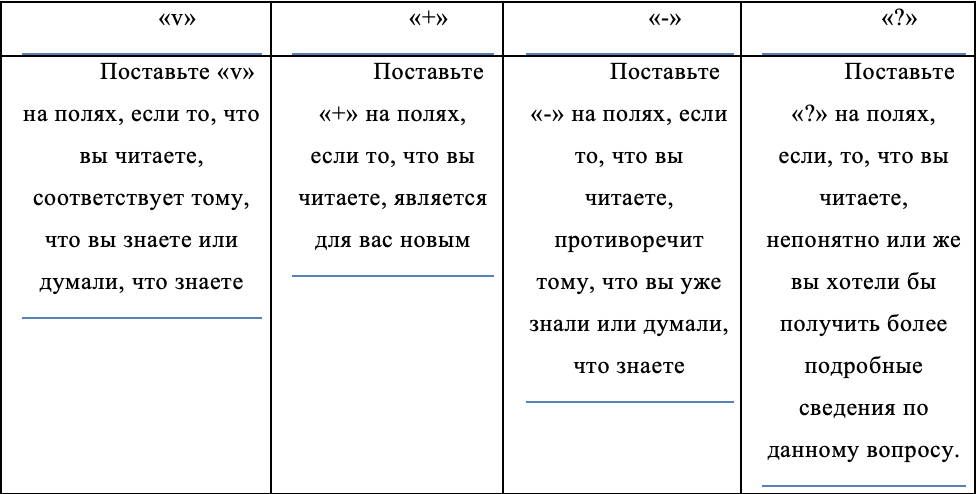 «v»
«+»
«-»
«?»
Поставьте «v»
на полях, если то, что
вы читаете,
соответствует тому,
что вы знаете или
думали, что знаете
Поставьте
«+» на полях,
если то, что вы
читаете, является
для вас новым
Поставьте
«-» на полях, если
то, что вы
читаете,
противоречит
тому, что вы уже
знали или думали,
что знаете
Поставьте
«?» на полях,
если, то, что вы
читаете,
непонятно или же
вы хотели бы
получить более
подробные
сведения по
данному вопросу.